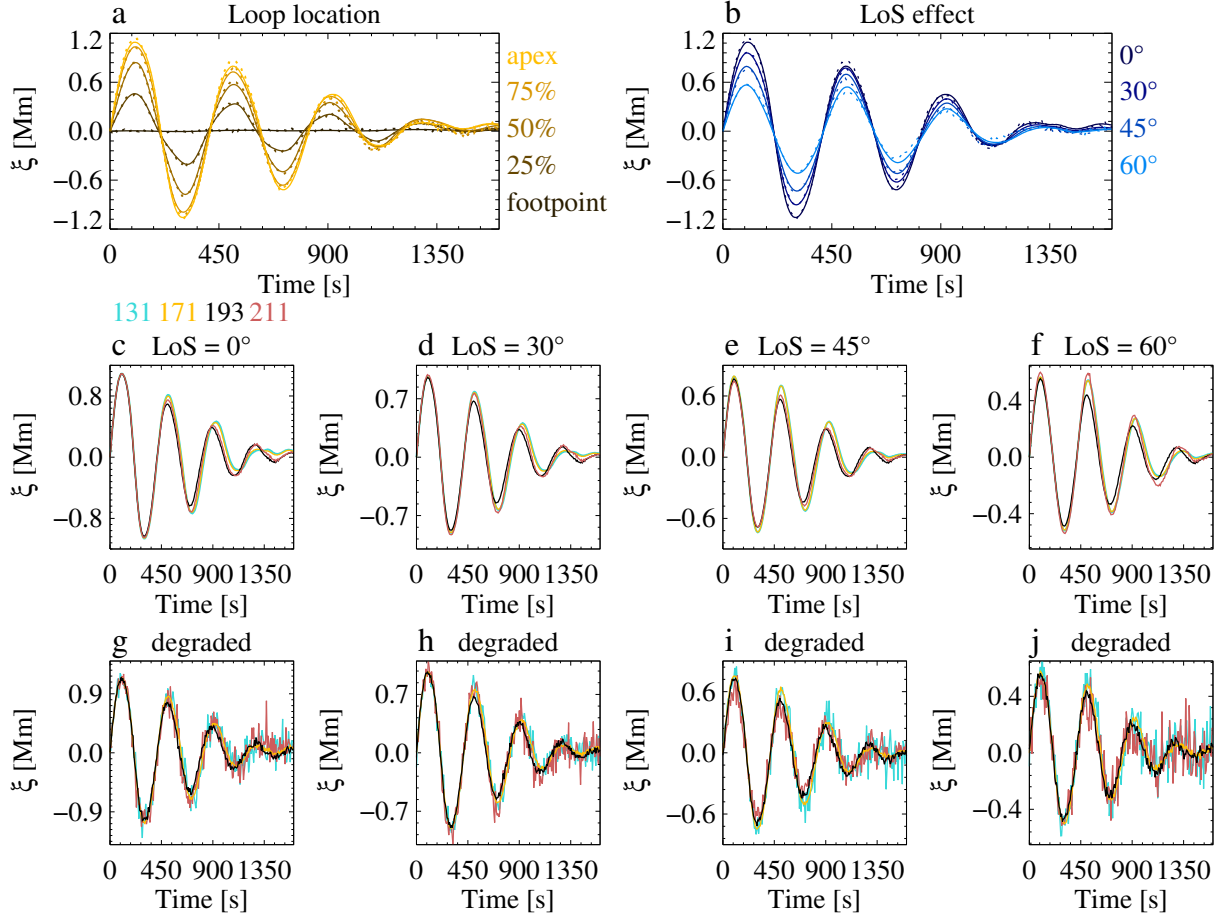 a Loop location
ξ [Mm]
1.2
0.6
0.0
−0.6
−1.2
apex
75%
50%
25%
footpoint
0 450 900 1350
Time [s]
b LoS effect
ξ [Mm]
1.2
0.6
0.0
−0.6
−1.2
0°
30°
45°
60°
0 450 900 1350
Time [s]
131 171 193 211
c LoS = 0°
ξ [Mm]
0.8
0.0
−0.8
0 450 900 1350
Time [s]
d LoS = 30°
ξ [Mm]
0.7
0.0
−0.7
0 450 900 1350
Time [s]
e LoS = 45°
ξ [Mm]
0.6
0.0
−0.6
0 450 900 1350
Time [s]
f LoS = 60°
ξ [Mm]
0.4
0.0
−0.4
0 450 900 1350
Time [s]
g degraded
ξ [Mm]
0.9
0.0
−0.9
0 450 900 1350
Time [s]
h degraded
ξ [Mm]
0.7
0.0
−0.7
0 450 900 1350
Time [s]
i degraded
ξ [Mm]
0.6
0.0
−0.6
0 450 900 1350
Time [s]
j degraded
ξ [Mm]
0.4
0.0
−0.4
0 450 900 1350
Time [s]